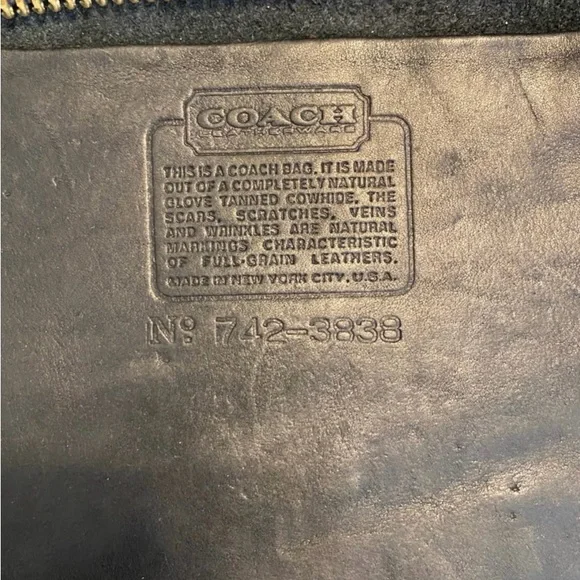 COACH
LEATHERWARE
THIS IS A COACH BAG. IT IS MADE
OUT OF A COMPLETELY NATURAL
GLOVE TANNED COWHIDE. THE
SCARS, SCRATCHES, VEINS
AND WRINKLES ARE NATURAL
MARKINGS CHARACTERISTIC
OF FULL-GRAIN LEATHERS.
MADE IN NEW YORK CITY, U.S.A.
Nº 742-3838